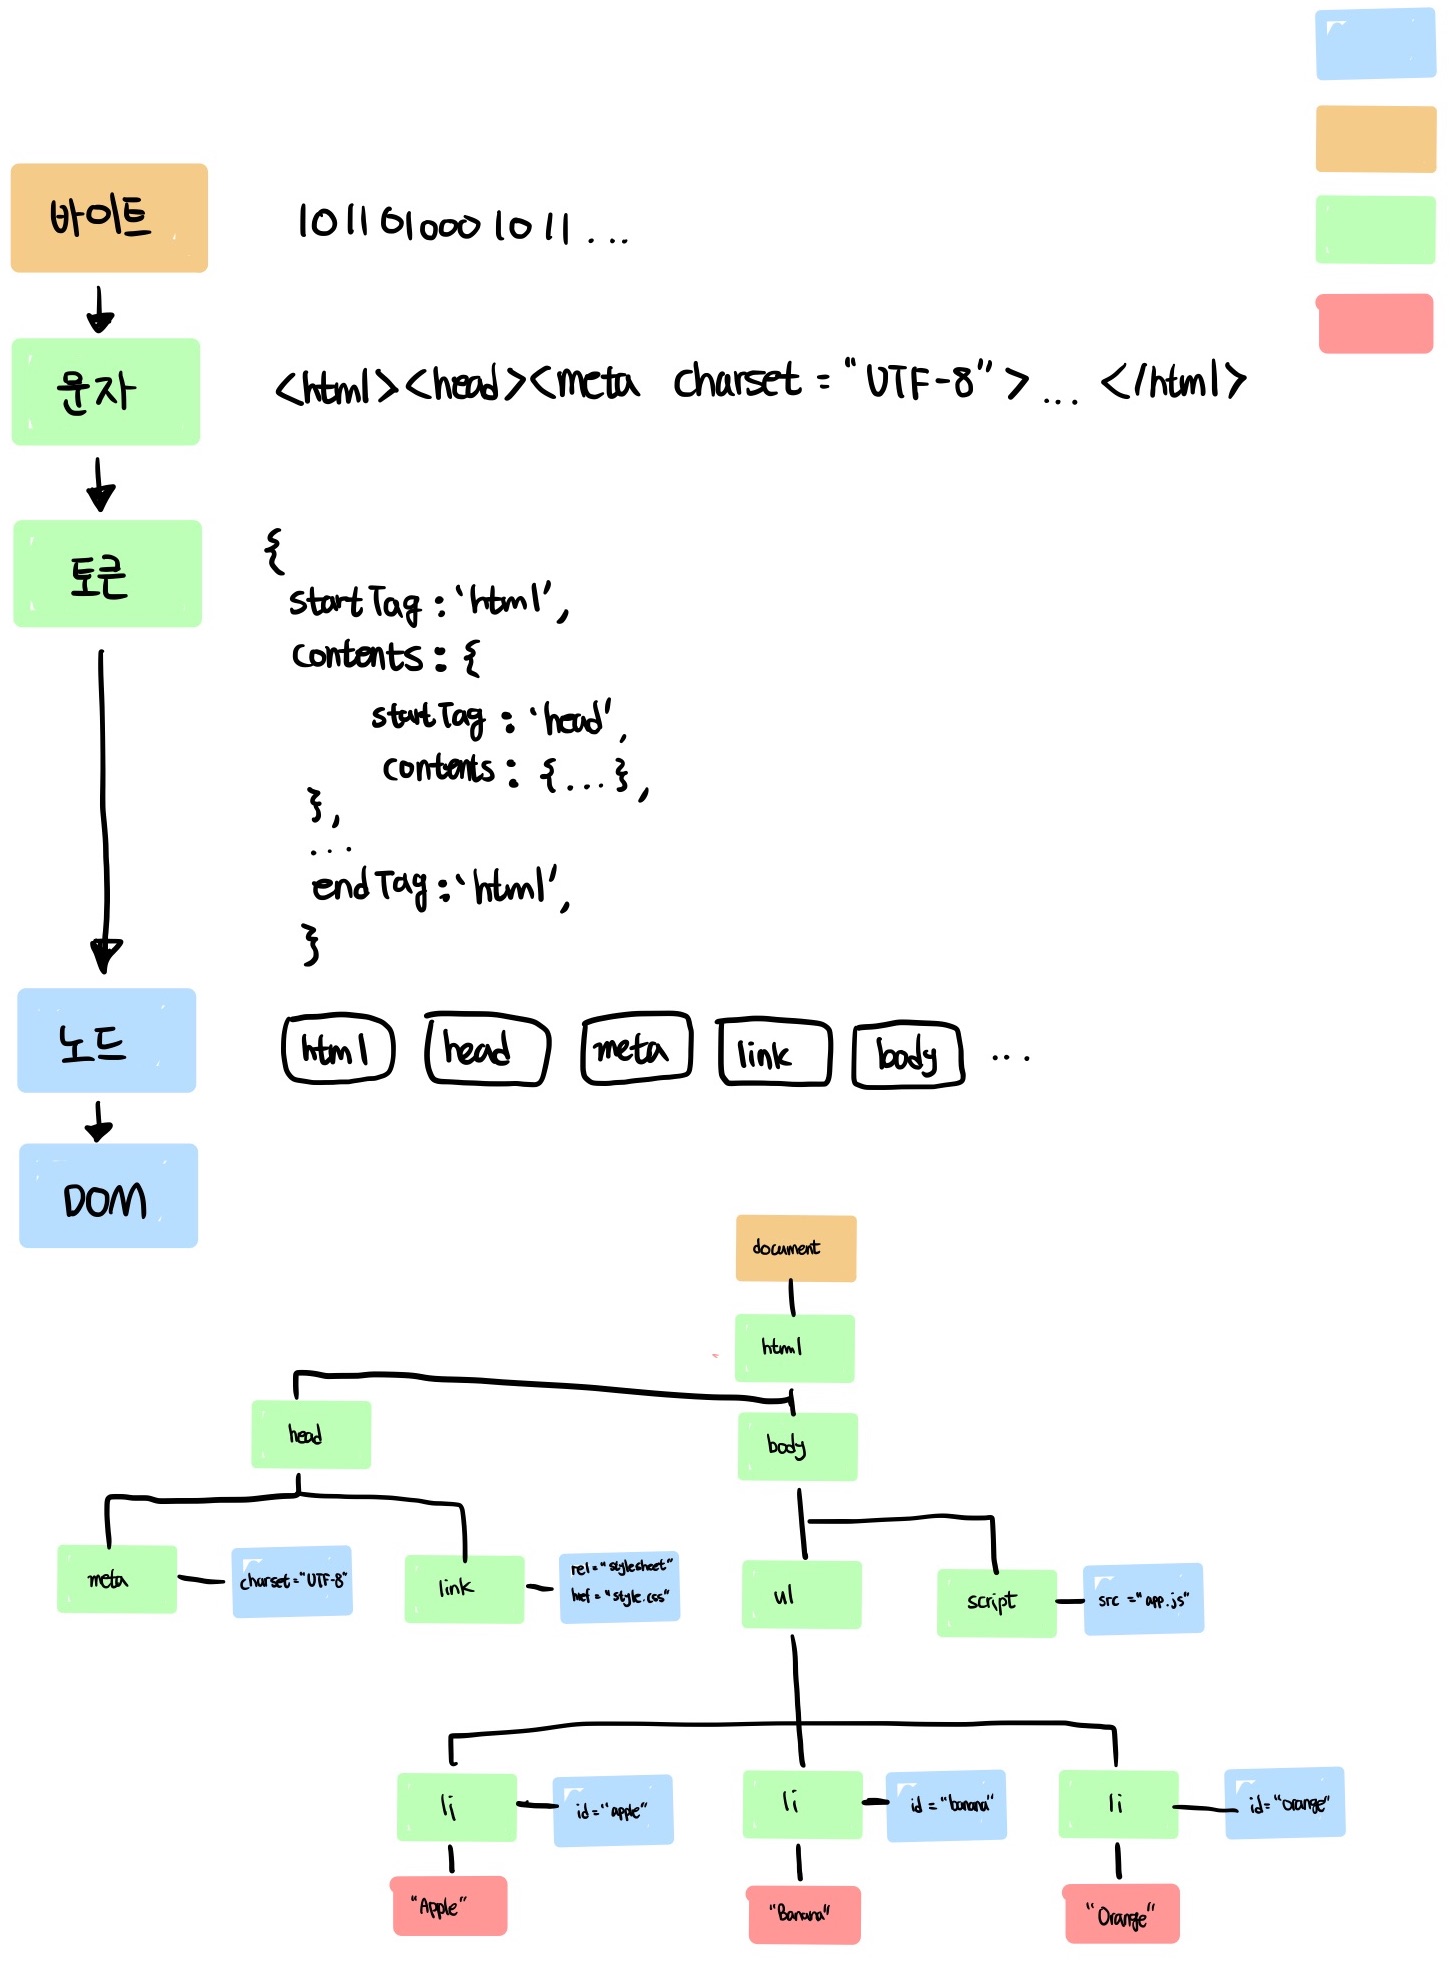 바이트
1011010001011...
문자
<html><head><meta charset="UTF-8">... </html>
토큰
{
startTag : 'html',
contents : {
startTag : 'head',
contents : {...},
},
...
endTag : 'html',
}
노드
html head meta link body ...
DOM
document
html
head
body
meta
charset="UTF-8"
link
rel="stylesheet"
href="style.css"
ul
script
src="app.js"
li
id="apple"
li
id="banana"
li
id="orange"
"Apple"
"Banana"
"Orange"